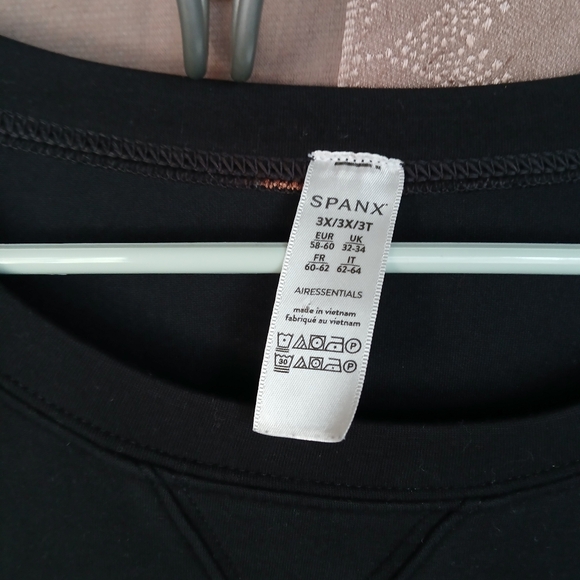 SPANX
3X/3X/3T
EUR UK
58-60 32-34
FR IT
60-62 62-64
AIRESSENTIALS
made in vietnam
fabriqué au vietnam
P
30 P